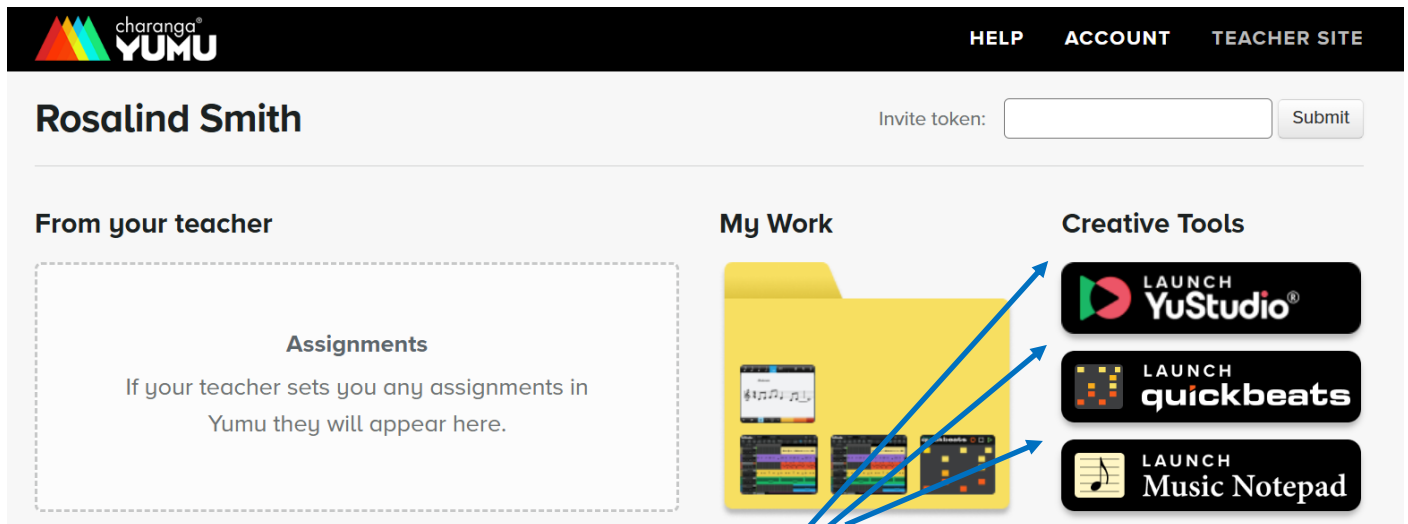 charanga®
YUMU
HELP ACCOUNT TEACHER SITE
Rosalind Smith
Invite token:
Submit
From your teacher
Assignments
If your teacher sets you any assignments in
Yumu they will appear here.
My Work
quickbeats
Creative Tools
LAUNCH
YuStudio®
LAUNCH
quickbeats
LAUNCH
Music Notepad